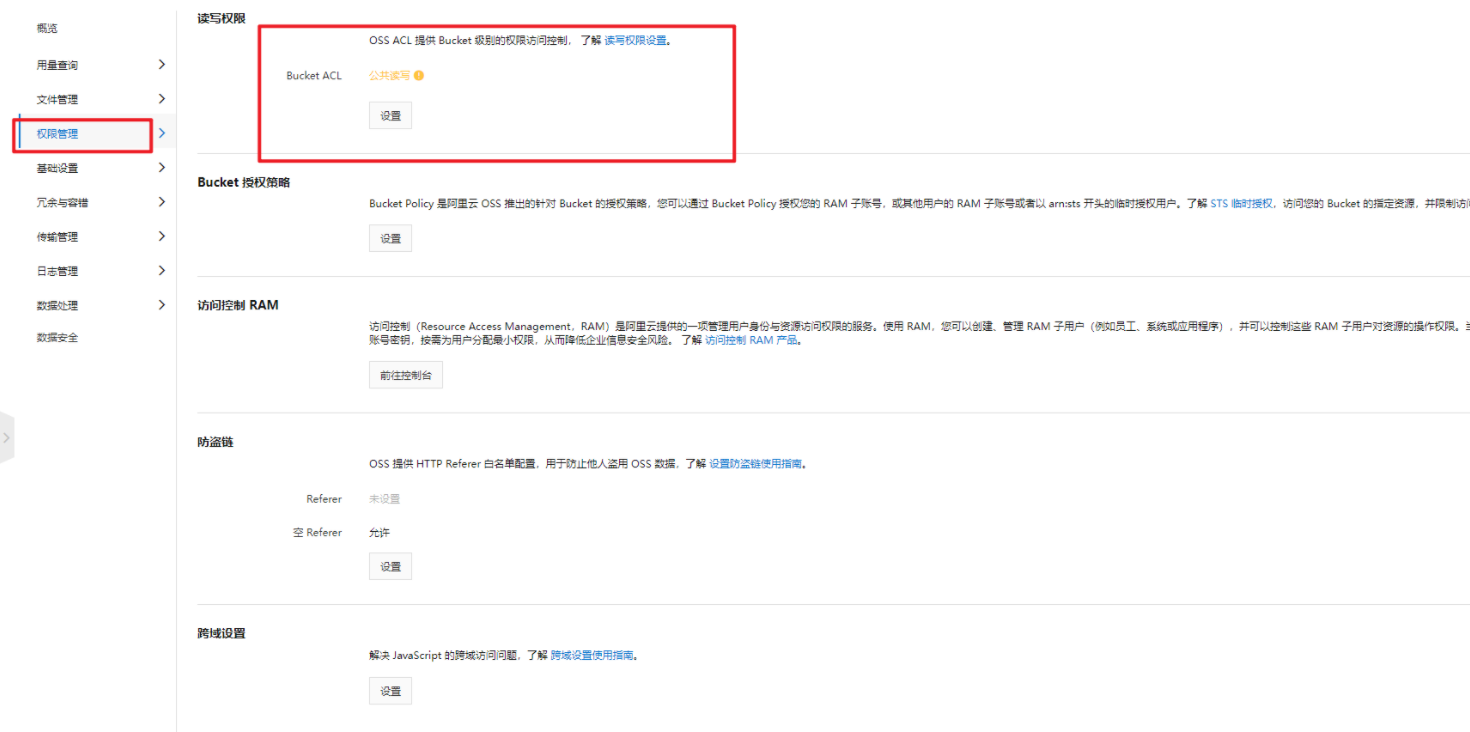 概览
用量查询
文件管理
权限管理
基础设置
冗余与容错
传输管理
日志管理
数据处理
数据安全
读写权限
OSS ACL 提供 Bucket 级别的权限访问控制， 了解 读写权限设置。
Bucket ACL 公共读写
设置
Bucket 授权策略
Bucket Policy 是阿里云 OSS 推出的针对 Bucket 的授权策略，您可以通过 Bucket Policy 授权您的 RAM 子账号，或其他用户的 RAM 子账号或者以 arn:sts 开头的临时授权用户。了解 STS 临时授权，访问您的 Bucket 的指定资源，并限制访
设置
访问控制 RAM
访问控制（Resource Access Management，RAM）是阿里云提供的一项管理用户身份与资源访问权限的服务。使用 RAM，您可以创建、管理 RAM 子用户（例如员工、系统或应用程序），并可以控制这些 RAM 子用户对资源的操作权限。
账号密钥，按需为用户分配最小权限，从而降低企业信息安全风险。 了解 访问控制 RAM 产品。
前往控制台
防盗链
OSS 提供 HTTP Referer 白名单配置，用于防止他人盗用 OSS 数据，了解 设置防盗链使用指南。
Referer 未设置
空 Referer 允许
设置
跨域设置
解决 JavaScript 的跨域访问问题，了解 跨域设置使用指南。
设置